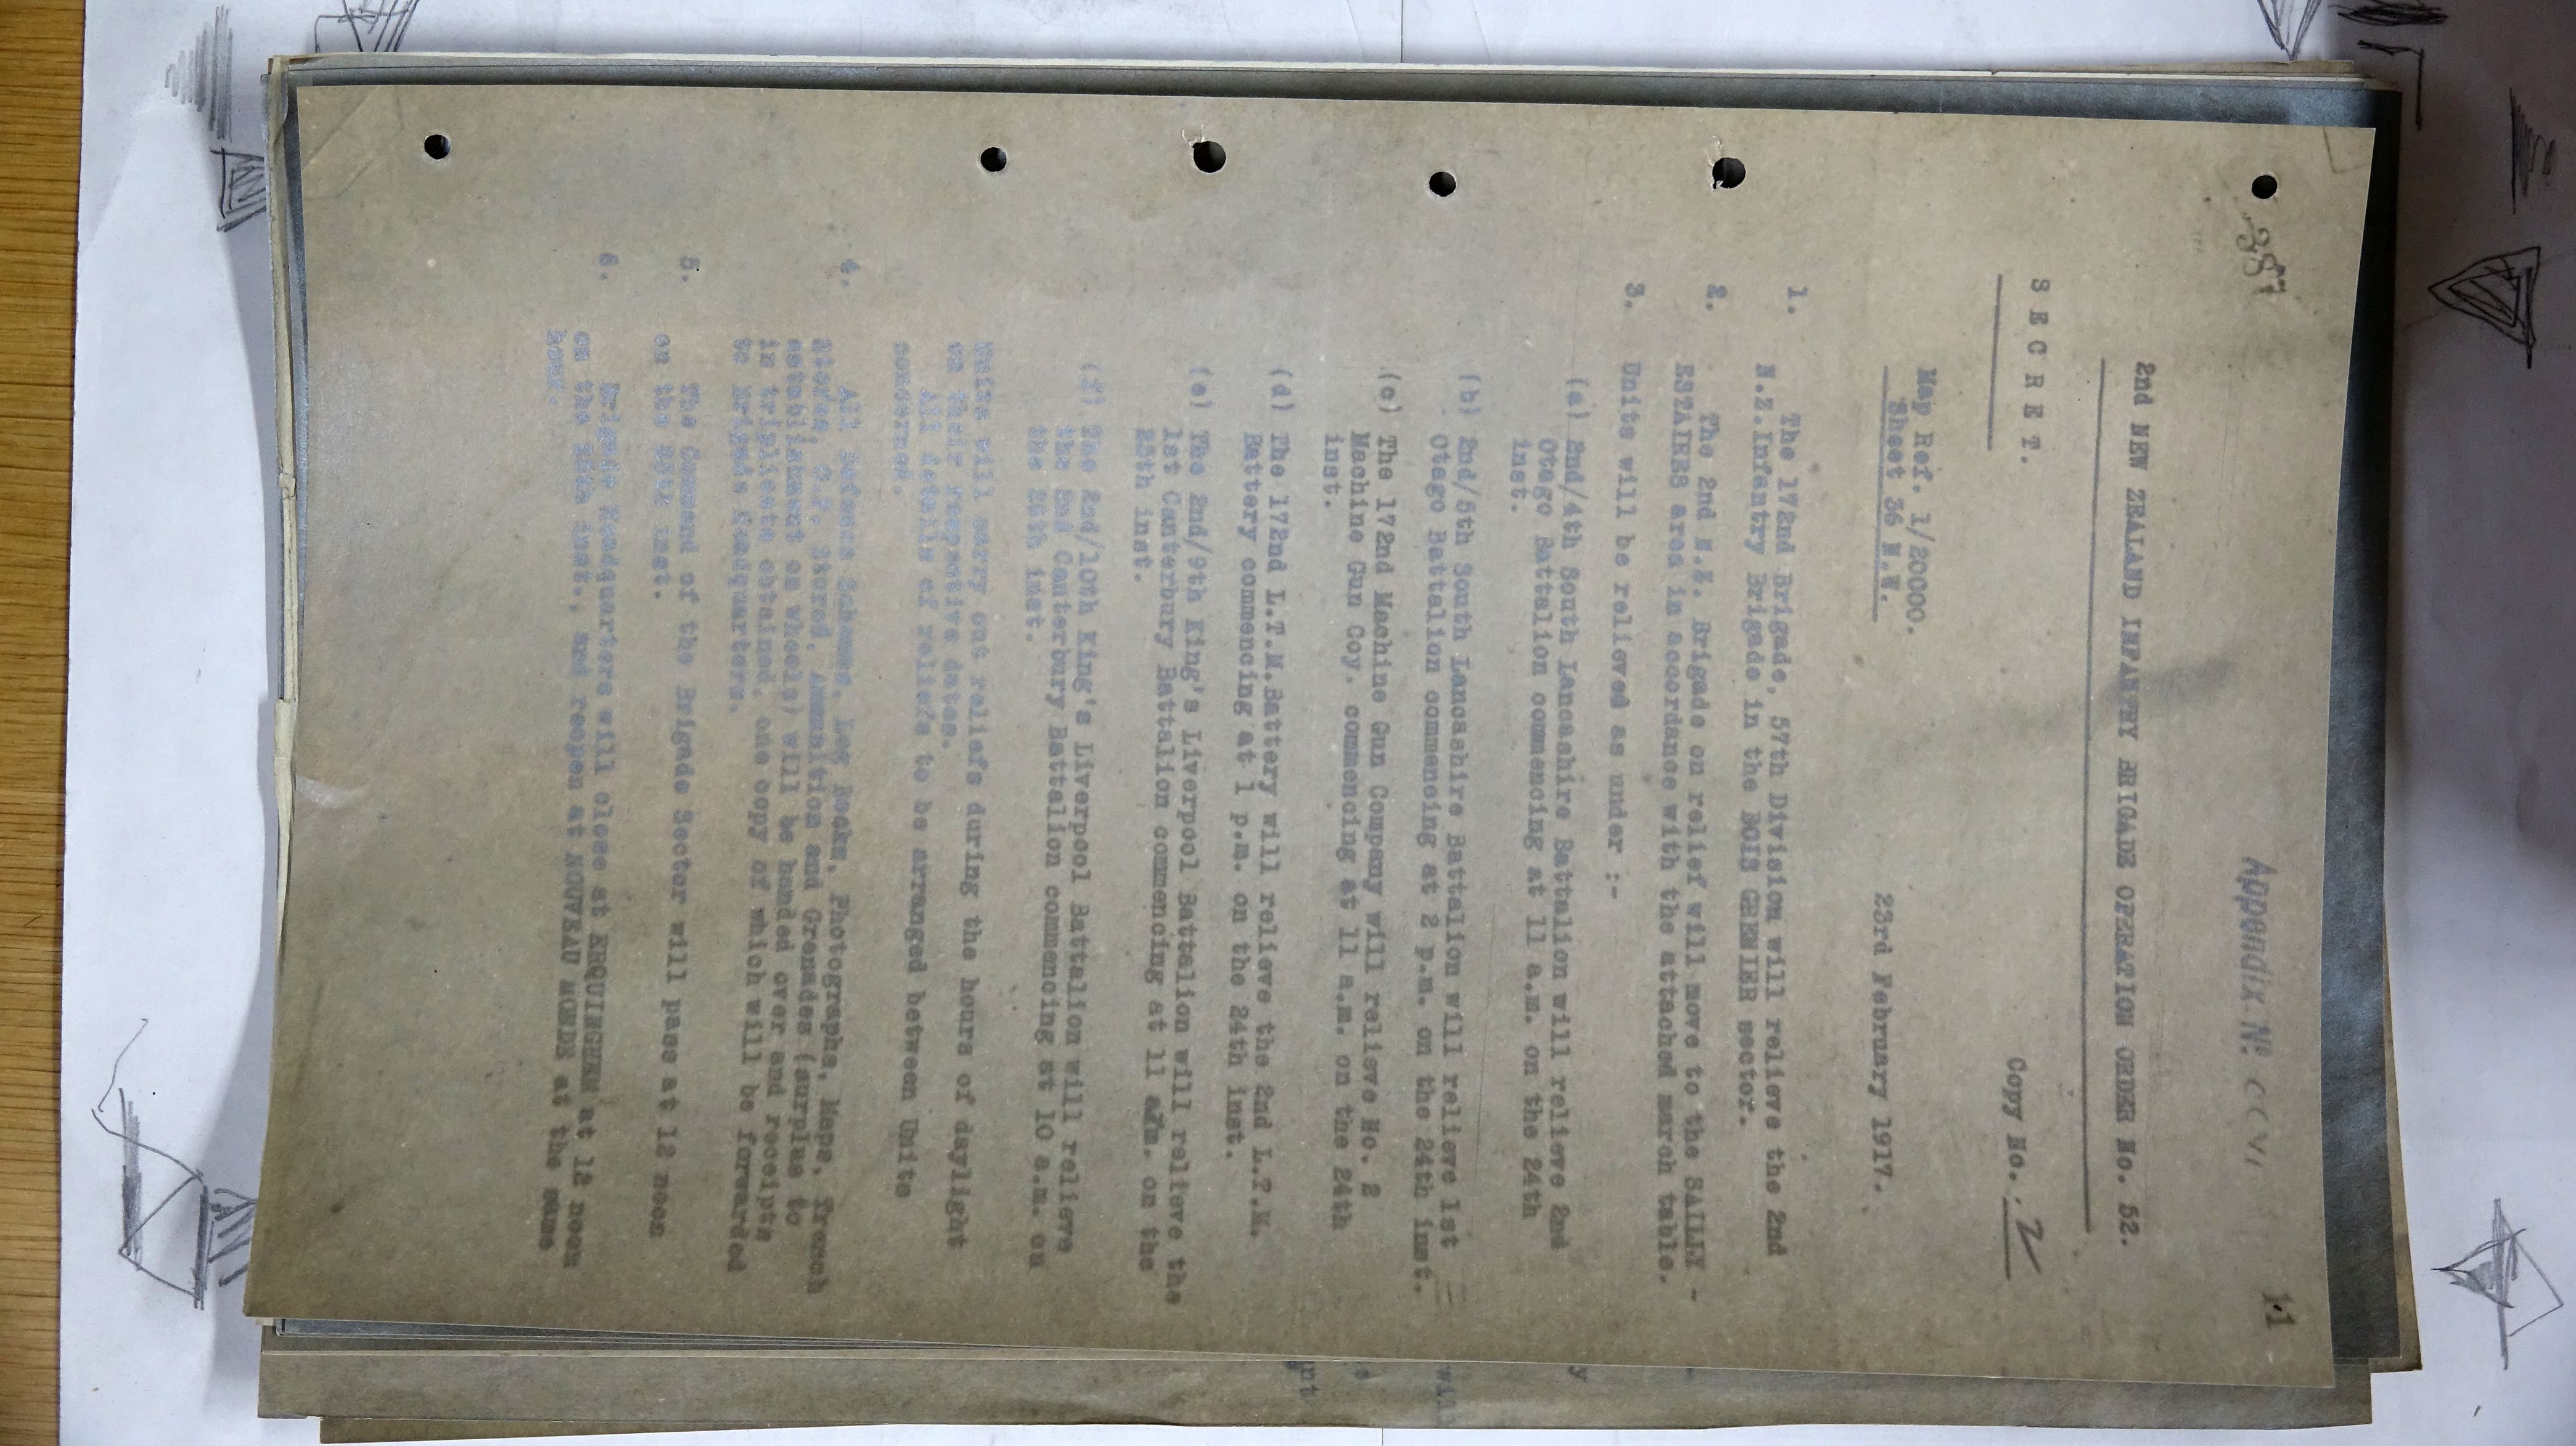 387
Appendix Nº CCVI
11
2nd NEW ZEALAND INFANTRY BRIGADE OPERATION ORDER No. 52.
S E C R E T.
Copy No. 2
Map Ref. 1/20000.
Sheet 36 N.W.
23rd February 1917.
1. The 172nd Brigade, 57th Division will relieve the 2nd
N.Z.Infantry Brigade in the BOIS GRENIER sector.
2. The 2nd N.Z. Brigade on relief will move to the SAILLY -
ESTAIRES area in accordance with the attached march table.
3. Units will be relieved as under :-
(a) 2nd/4th South Lancashire Battalion will relieve 2nd
Otago Battalion commencing at 11 a.m. on the 24th
inst.
(b) 2nd/5th South Lancashire Battalion will relieve 1st
Otago Battalion commencing at 2 p.m. on the 24th inst.
(c) The 172nd Machine Gun Company will relieve No. 2
Machine Gun Coy. commencing at 11 a.m. on the 24th
inst.
(d) The 172nd L.T.M.Battery will relieve the 2nd L.T.M.
Battery commencing at 1 p.m. on the 24th inst.
(e) The 2nd/9th King's Liverpool Battalion will relieve the
1st Canterbury Battalion commencing at 11 a.m. on the
25th inst.
(f) The 2nd/10th King's Liverpool Battalion will relieve
the 2nd Canterbury Battalion commencing at 10 a.m. on
the 26th inst.
Units will carry out reliefs during the hours of daylight
on their respective dates.
All details of reliefs to be arranged between Units
concerned.
4. All Defence Schemes, Log Books, Photographs, Maps, Trench
Stores, S.P. Stores, Ammunition and Grenades (surplus to
establishment on wheels) will be handed over and receipts
in triplicate obtained, one copy of which will be forwarded
to Brigade Headquarters.
5. The Command of the Brigade Sector will pass at 12 noon
on the inst.
6. Brigade Headquarters will close at ERQUINGHEM at 12 noon
on the inst., and reopen at NOUVEAU MONDE at the same
hour.